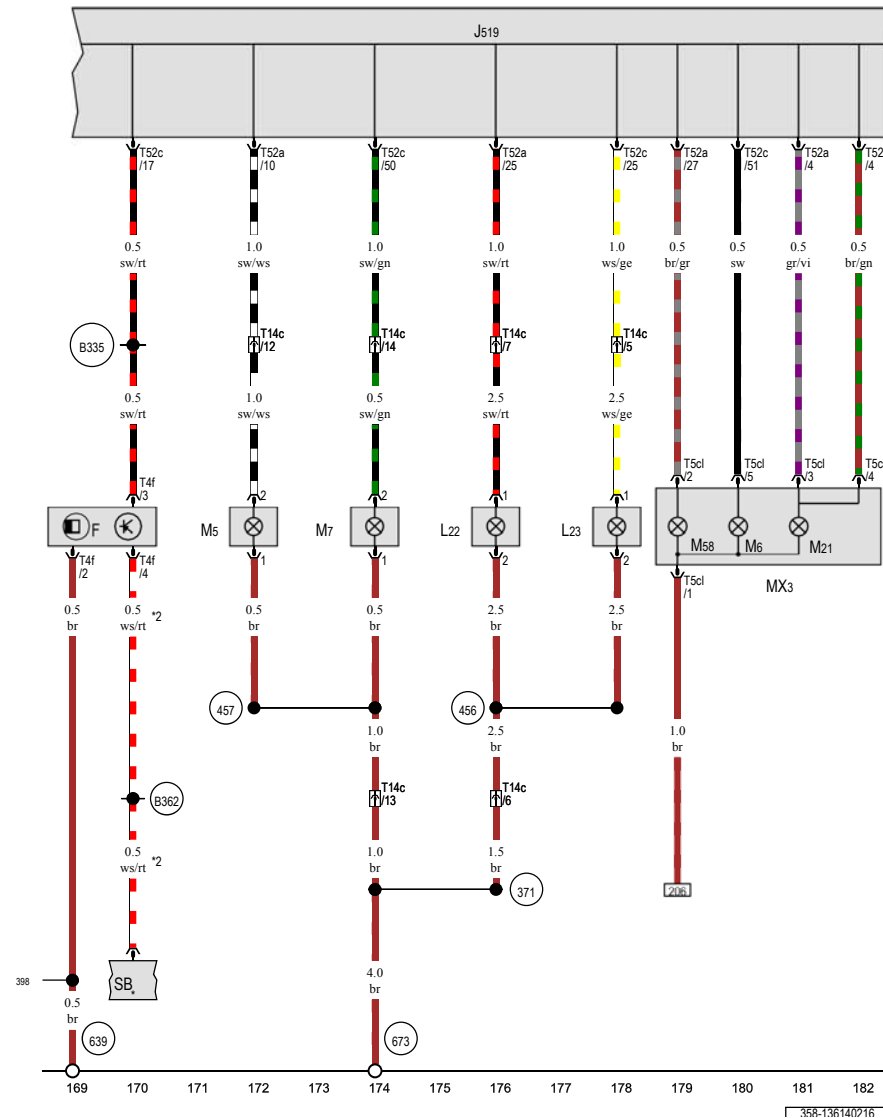 J519
T52c /17
T52a /10
T52c /50
T52a /25
T52c /25
T52a /27
T52c /51
T52a /4
T52 /4
0.5 sw/rt
1.0 sw/ws
1.0 sw/gn
1.0 sw/rt
1.0 ws/ge
0.5 br/gr
0.5 sw
0.5 gr/vi
0.5 br/gn
B335
T14c /12
T14c /14
T14c /7
T14c /5
0.5 sw/rt
1.0 sw/ws
0.5 sw/gn
2.5 sw/rt
2.5 ws/ge
T4f /3
2
2
1
1
T5cl /2
T5cl /5
T5cl /3
T5c /4
F
M5
M7
L22
L23
M58
M6
M21
MX3
T4f /2
T4f /4
1
1
2
2
T5cl /1
0.5 br
0.5 ws/rt *2
0.5 br
0.5 br
2.5 br
2.5 br
457
456
1.0 br
2.5 br
1.0 br
B362
T14c /13
T14c /6
0.5 ws/rt *2
1.0 br
1.5 br
371
206
398
SB*
0.5 br
4.0 br
639
673
169 170 171 172 173 174 175 176 177 178 179 180 181 182
358-136140216